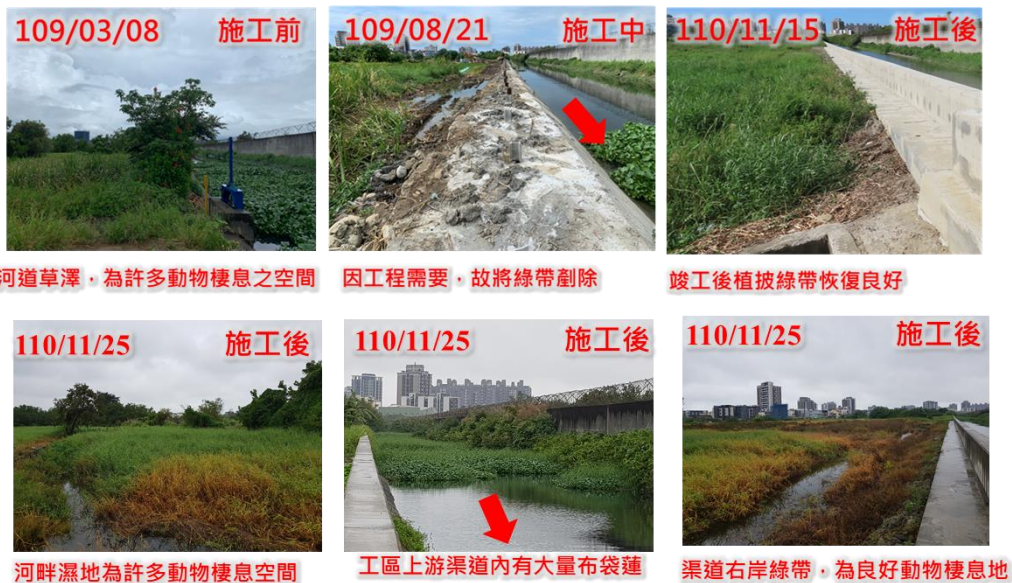 109/03/08 施工前
109/08/21 施工中
110/11/15 施工後
河道草澤，為許多動物棲息之空間
因工程需要，故將綠帶剷除
竣工後植披綠帶恢復良好
110/11/25 施工後
110/11/25 施工後
110/11/25 施工後
河畔濕地為許多動物棲息空間
工區上游渠道內有大量布袋蓮
渠道右岸綠帶，為良好動物棲息地